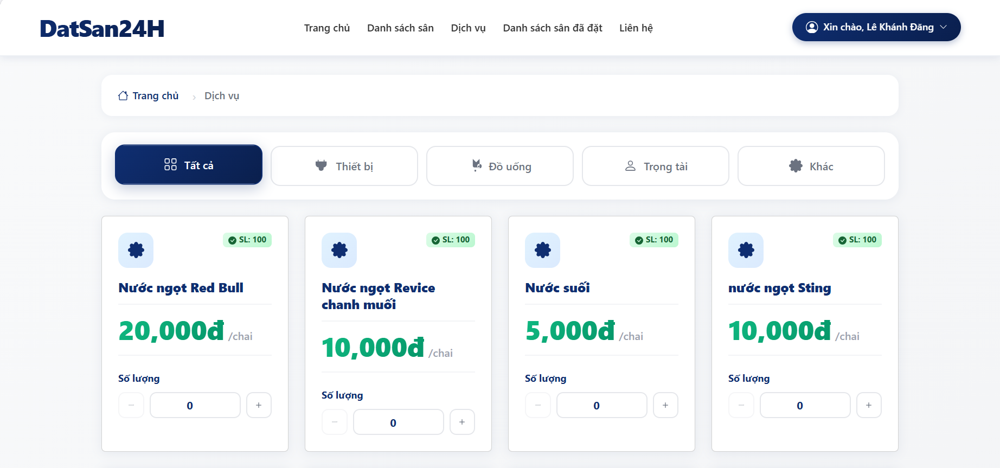 DatSan24H
Trang chủ
Danh sách sân
Dịch vụ
Danh sách sân đã đặt
Liên hệ
Xin chào, Lê Khánh Đăng
Trang chủ › Dịch vụ
Tất cả
Thiết bị
Đồ uống
Trọng tài
Khác
SL: 100
Nước ngọt Red Bull
20,000đ /chai
Số lượng
− 0 +
SL: 100
Nước ngọt Revice
chanh muối
10,000đ /chai
Số lượng
− 0 +
SL: 100
Nước suối
5,000đ /chai
Số lượng
− 0 +
SL: 100
nước ngọt Sting
10,000đ /chai
Số lượng
− 0 +